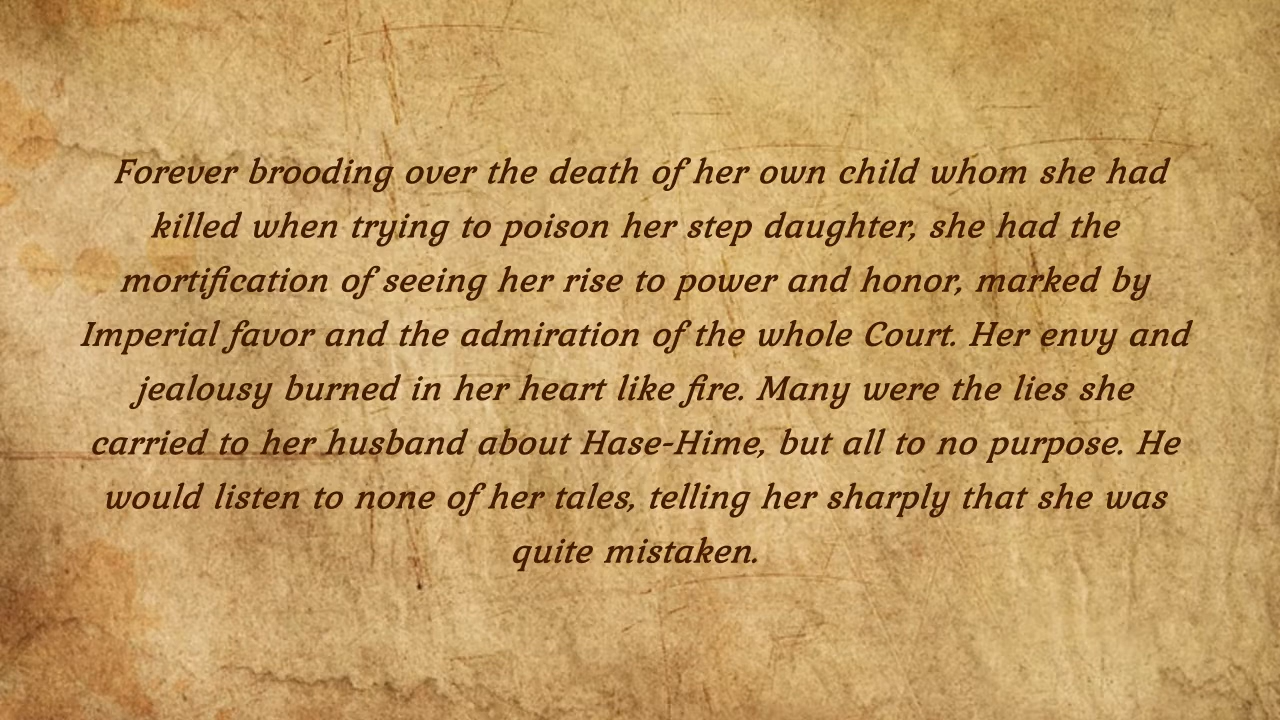 Forever brooding over the death of her own child whom she had
killed when trying to poison her step daughter, she had the
mortification of seeing her rise to power and honor, marked by
Imperial favor and the admiration of the whole Court. Her envy and
jealousy burned in her heart like fire. Many were the lies she
carried to her husband about Hase-Hime, but all to no purpose. He
would listen to none of her tales, telling her sharply that she was
quite mistaken.